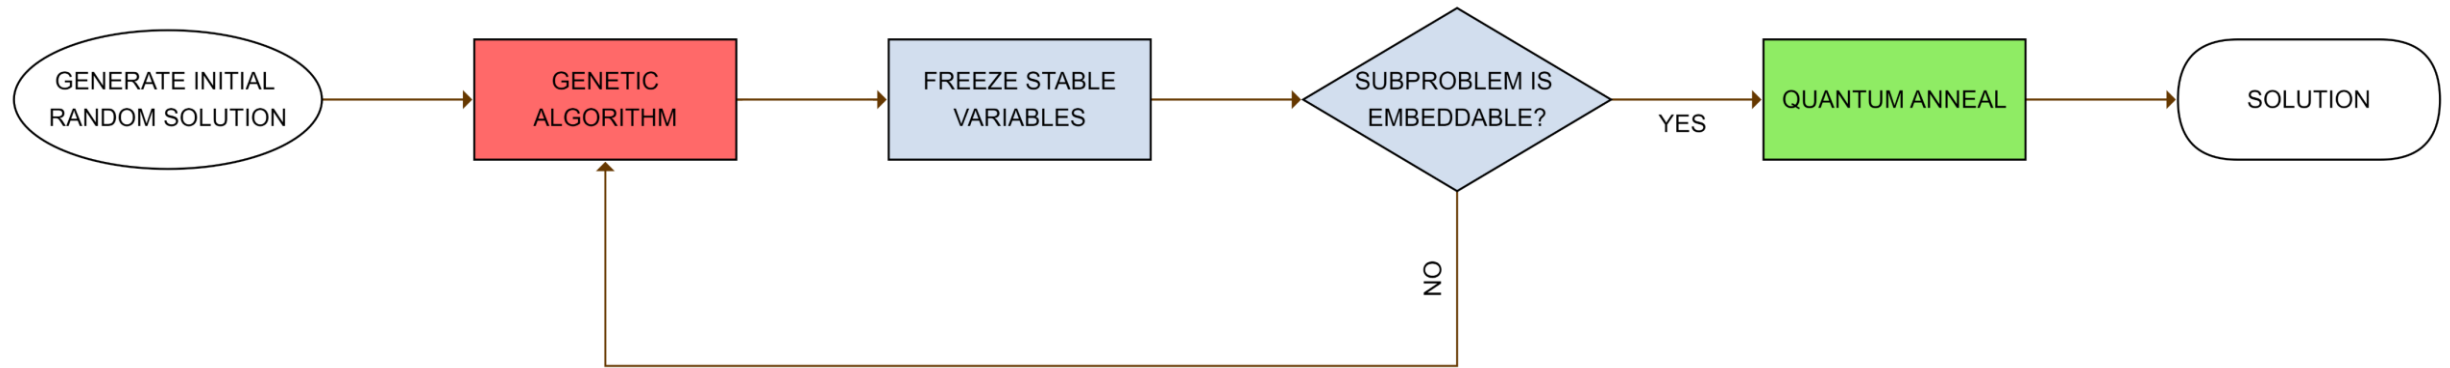 GENERATE INITIAL
RANDOM SOLUTION
GENETIC
ALGORITHM
FREEZE STABLE
VARIABLES
SUBPROBLEM IS
EMBEDDABLE?
YES
QUANTUM ANNEAL
SOLUTION
NO